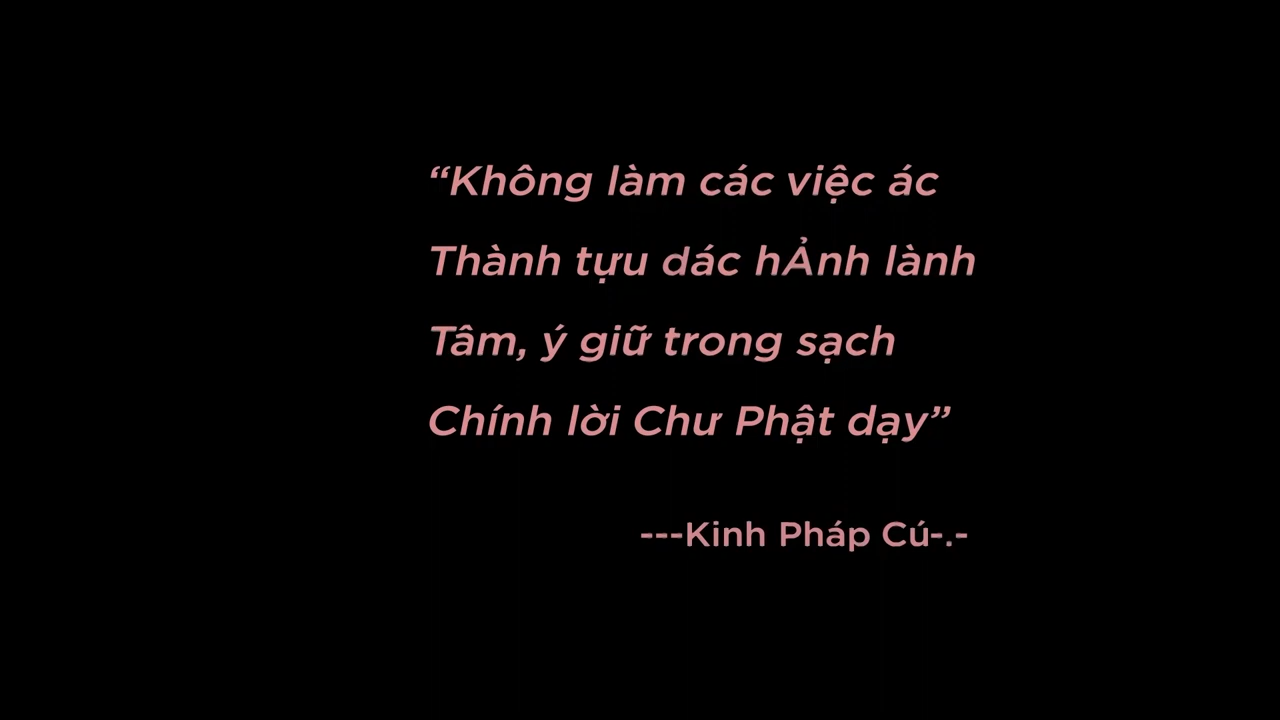 “Không làm các việc ác
Thành tựu dác hẢnh lành
Tâm, ý giữ trong sạch
Chính lời Chư Phật dạy”
---Kinh Pháp Cú-.-